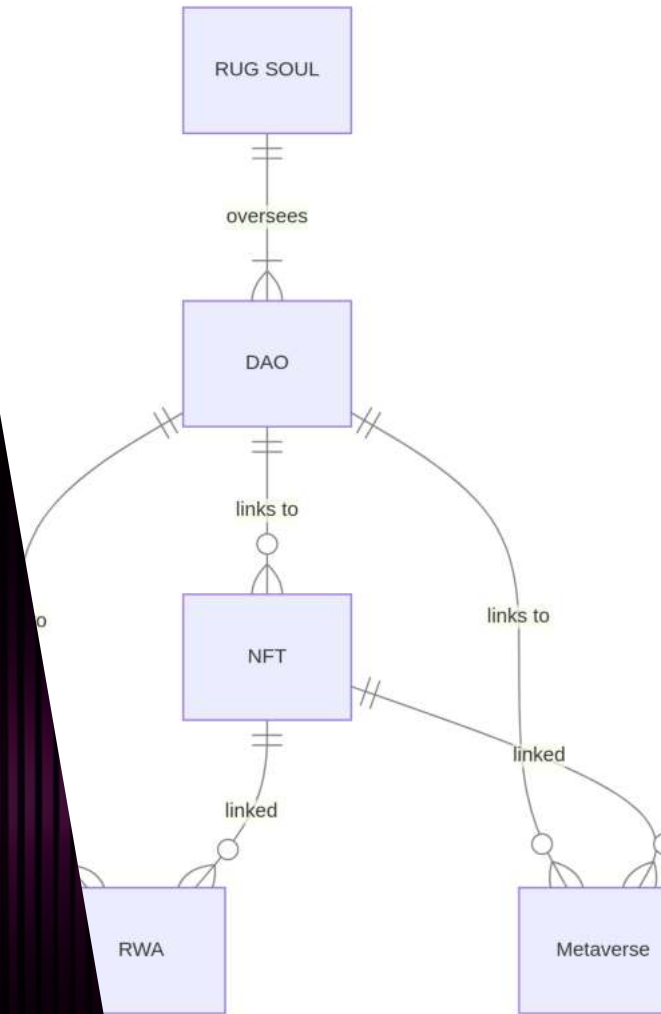 RUG SOUL
oversees
DAO
links to
links to
o
NFT
linked
linked
RWA
Metaverse